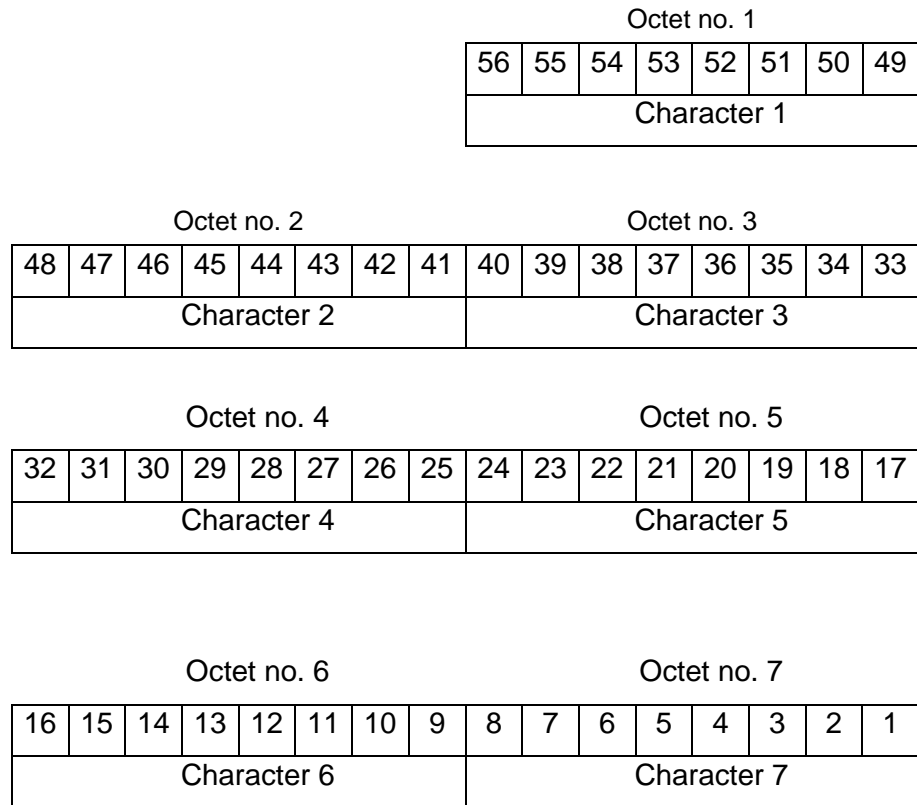 Octet no. 1
56 55 54 53 52 51 50 49
Character 1
Octet no. 2 Octet no. 3
48 47 46 45 44 43 42 41 40 39 38 37 36 35 34 33
Character 2 Character 3
Octet no. 4 Octet no. 5
32 31 30 29 28 27 26 25 24 23 22 21 20 19 18 17
Character 4 Character 5
Octet no. 6 Octet no. 7
16 15 14 13 12 11 10 9 8 7 6 5 4 3 2 1
Character 6 Character 7